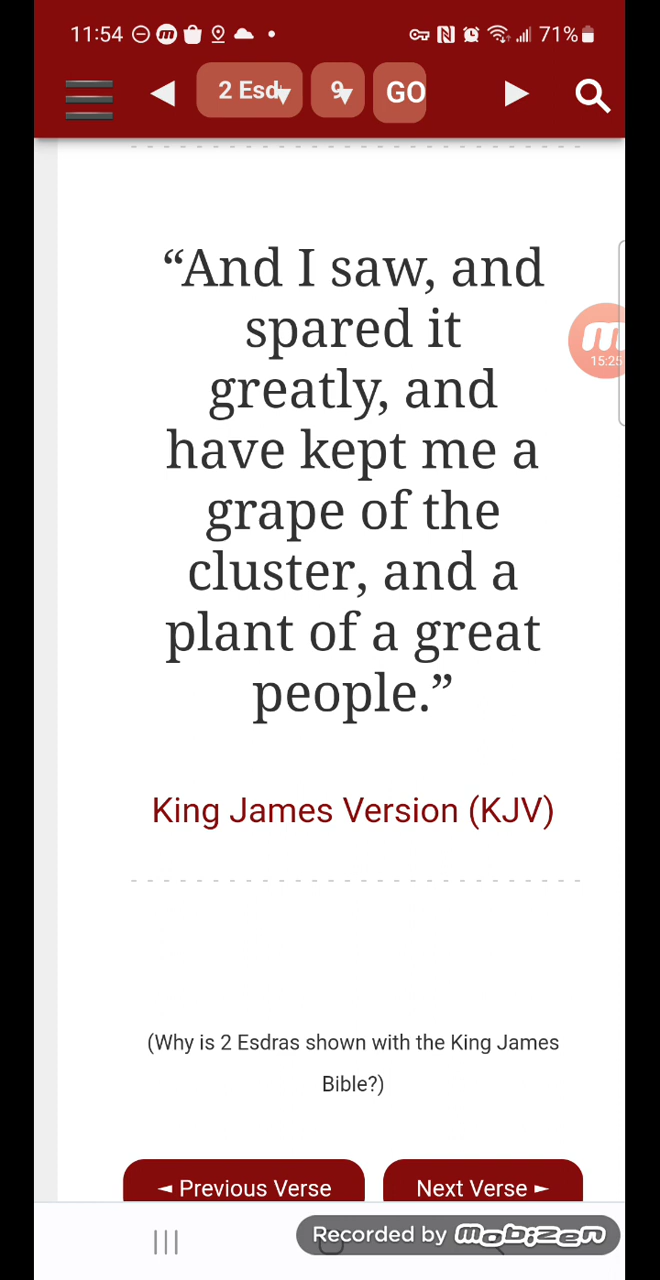 11:54 71%
2 Esd 9 GO
“And I saw, and
spared it
greatly, and
have kept me a
grape of the
cluster, and a
plant of a great
people.”
15:25
King James Version (KJV)
(Why is 2 Esdras shown with the King James
Bible?)
◄ Previous Verse Next Verse ►
Recorded by mobizen